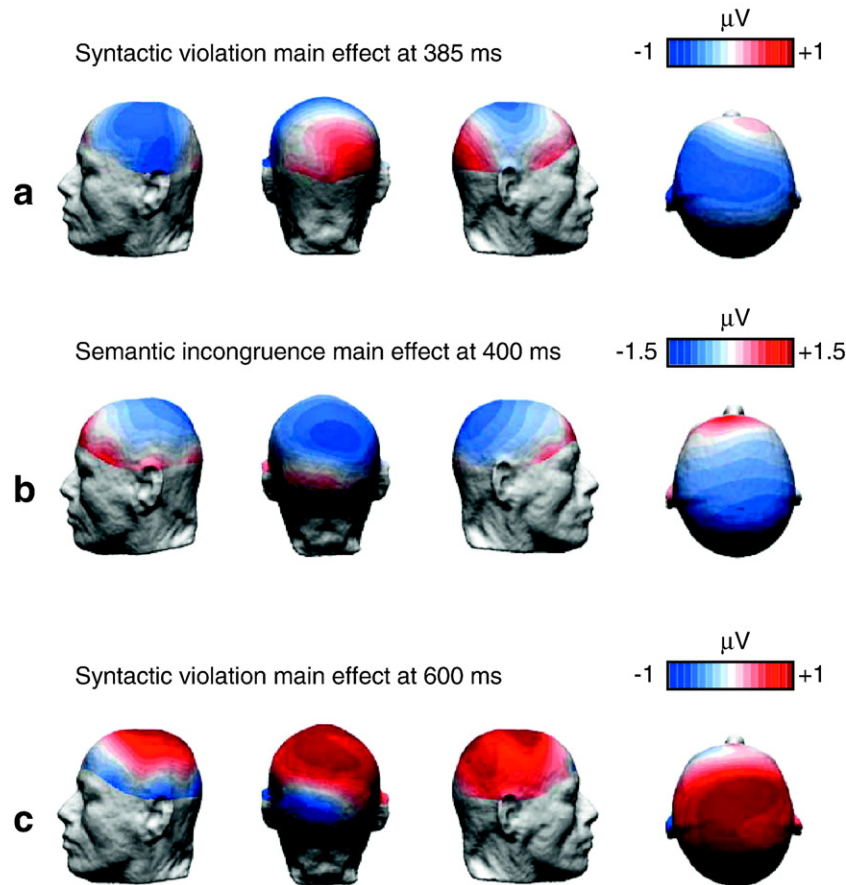 μV
Syntactic violation main effect at 385 ms
-1 +1
a
μV
Semantic incongruence main effect at 400 ms
-1.5 +1.5
b
μV
Syntactic violation main effect at 600 ms
-1 +1
c